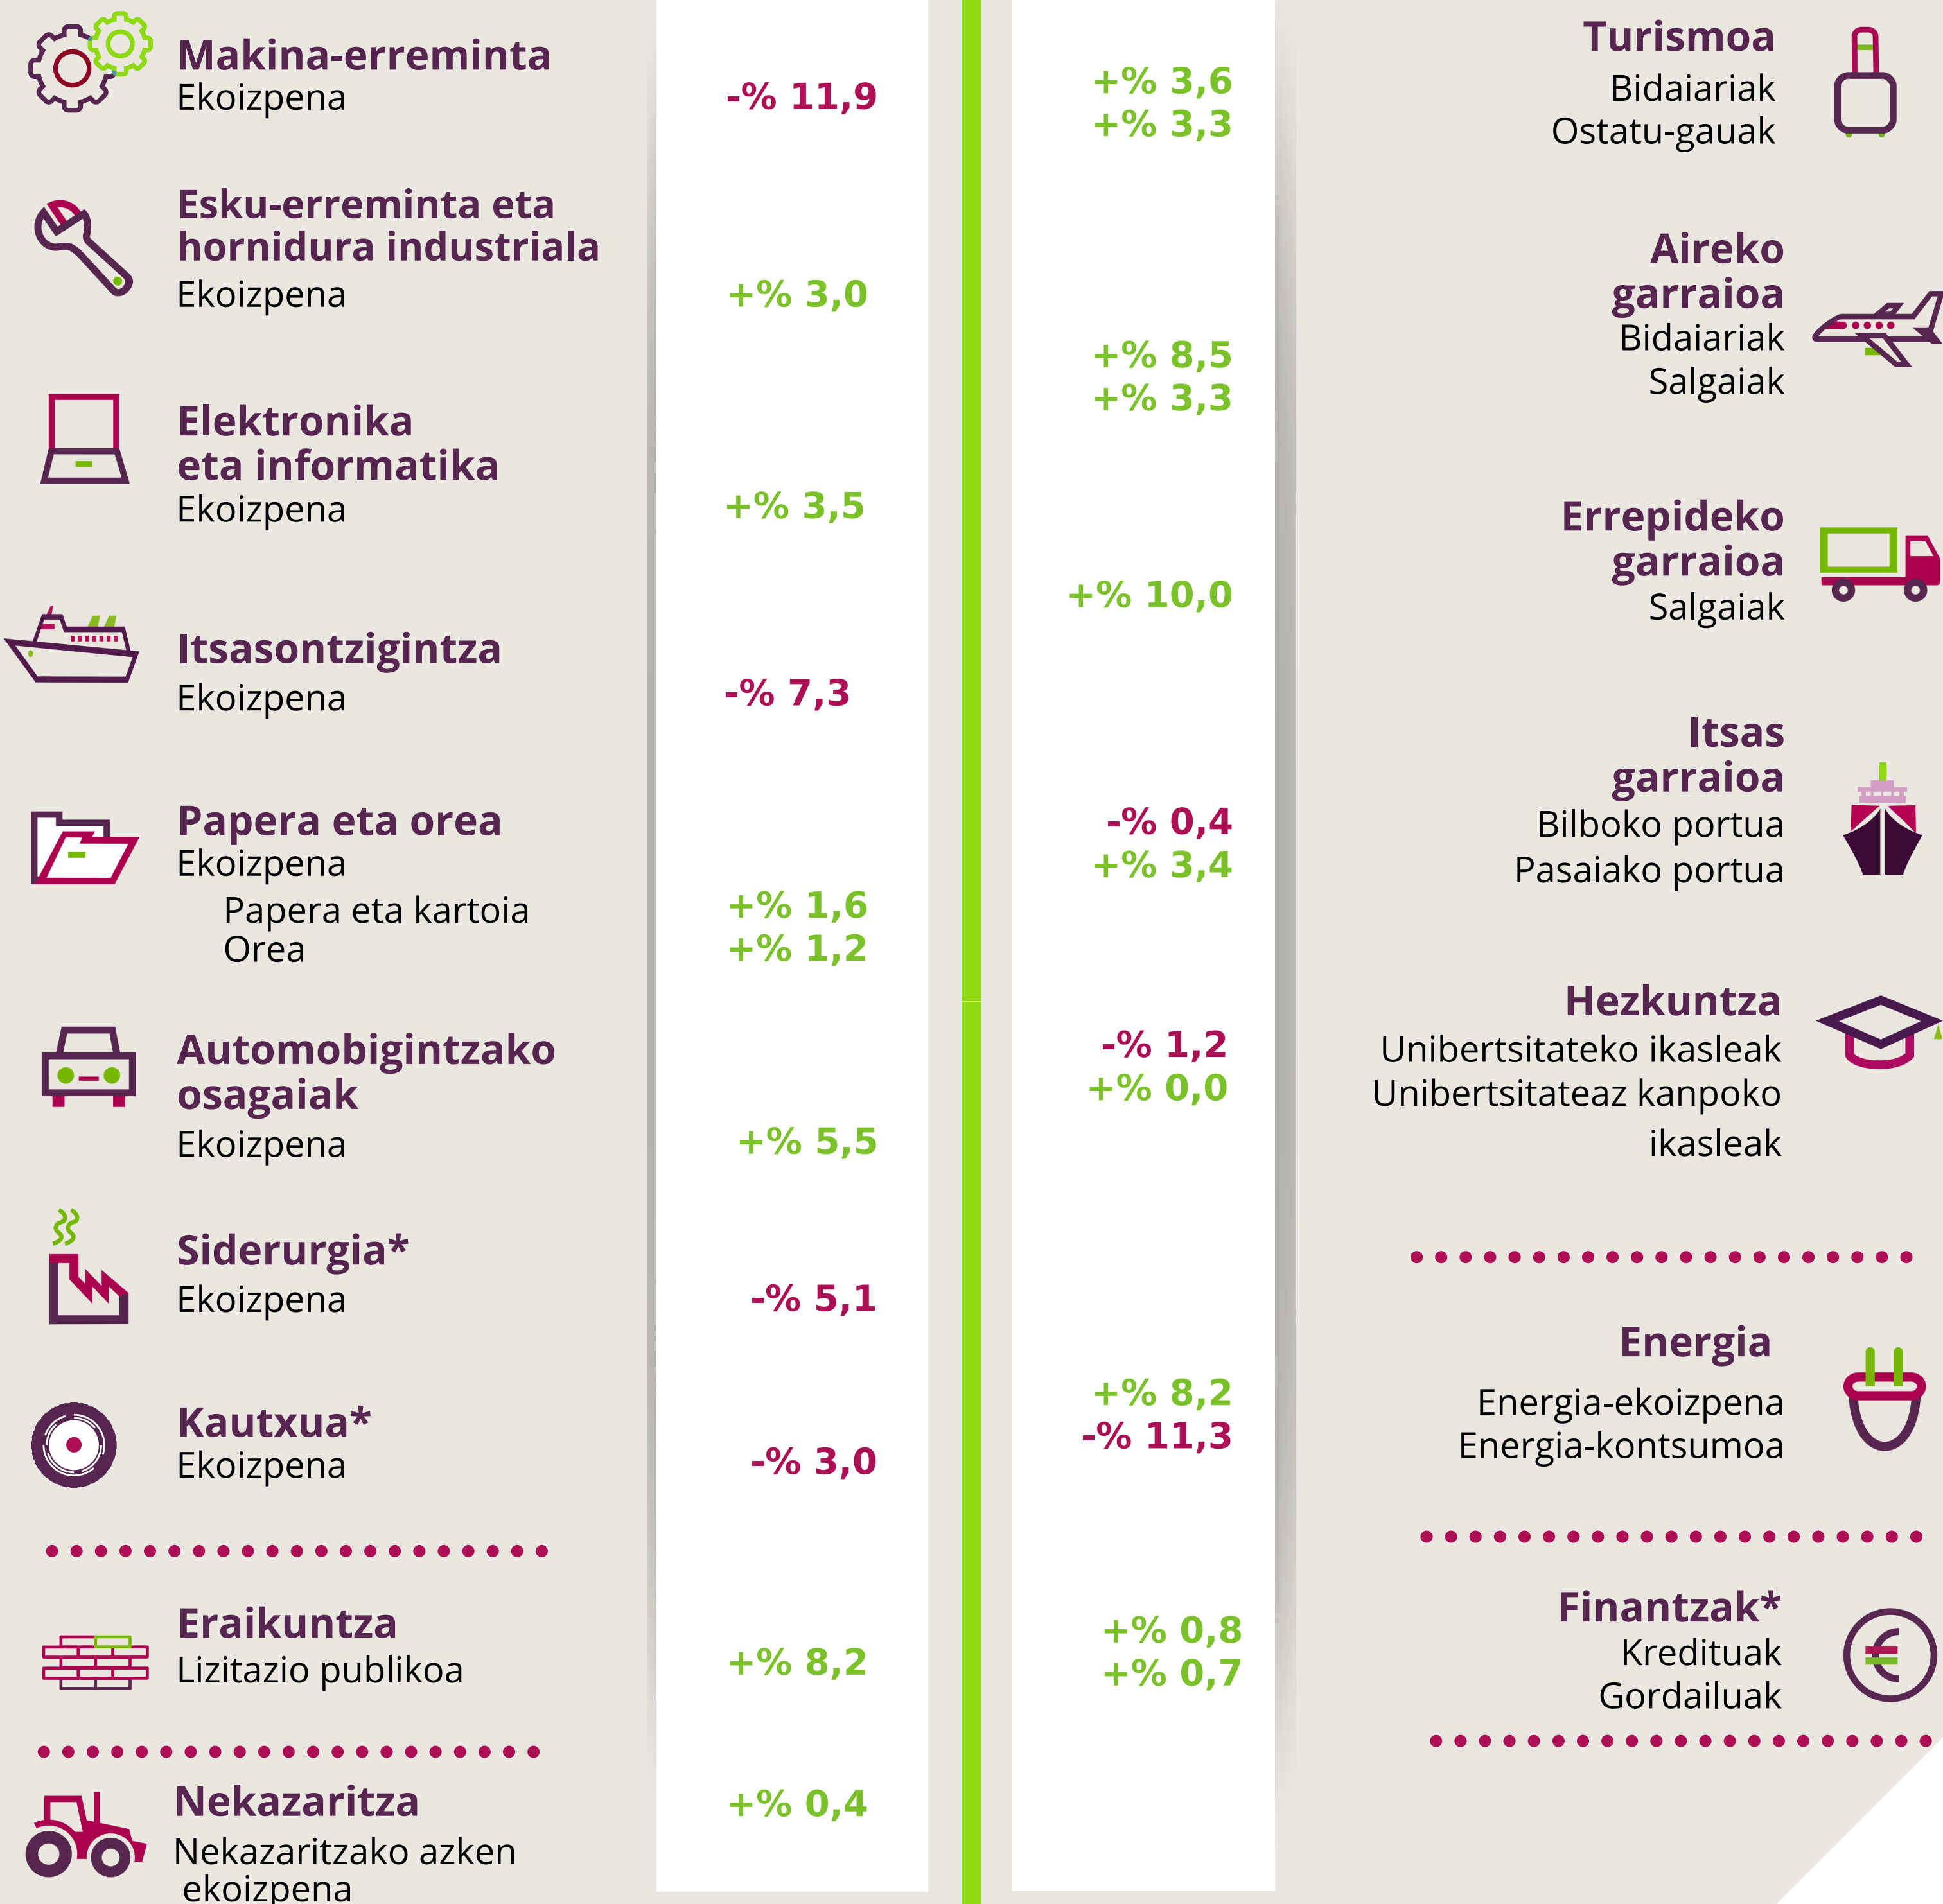 Makina-erreminta
Ekoizpena
-% 11,9
Esku-erreminta eta
hornidura industriala
Ekoizpena
+% 3,0
Elektronika
eta informatika
Ekoizpena
+% 3,5
Itsasontzigintza
Ekoizpena
-% 7,3
Papera eta orea
Ekoizpena
Papera eta kartoia
+% 1,6
Orea
+% 1,2
Automobigintzako
osagaiak
Ekoizpena
+% 5,5
Siderurgia*
Ekoizpena
-% 5,1
Kautxua*
Ekoizpena
-% 3,0
Eraikuntza
Lizitazio publikoa
+% 8,2
Nekazaritza
+% 0,4
Nekazaritzako azken
ekoizpena
Turismoa
+% 3,6
Bidaiariak
+% 3,3
Ostatu-gauak
Aireko
garraioa
+% 8,5
Bidaiariak
+% 3,3
Salgaiak
Errepideko
garraioa
+% 10,0
Salgaiak
Itsas
garraioa
-% 0,4
Bilboko portua
+% 3,4
Pasaiako portua
Hezkuntza
-% 1,2
Unibertsitateko ikasleak
+% 0,0
Unibertsitateaz kanpoko
ikasleak
Energia
+% 8,2
Energia-ekoizpena
-% 11,3
Energia-kontsumoa
Finantzak*
+% 0,8
Kredituak
+% 0,7
Gordailuak